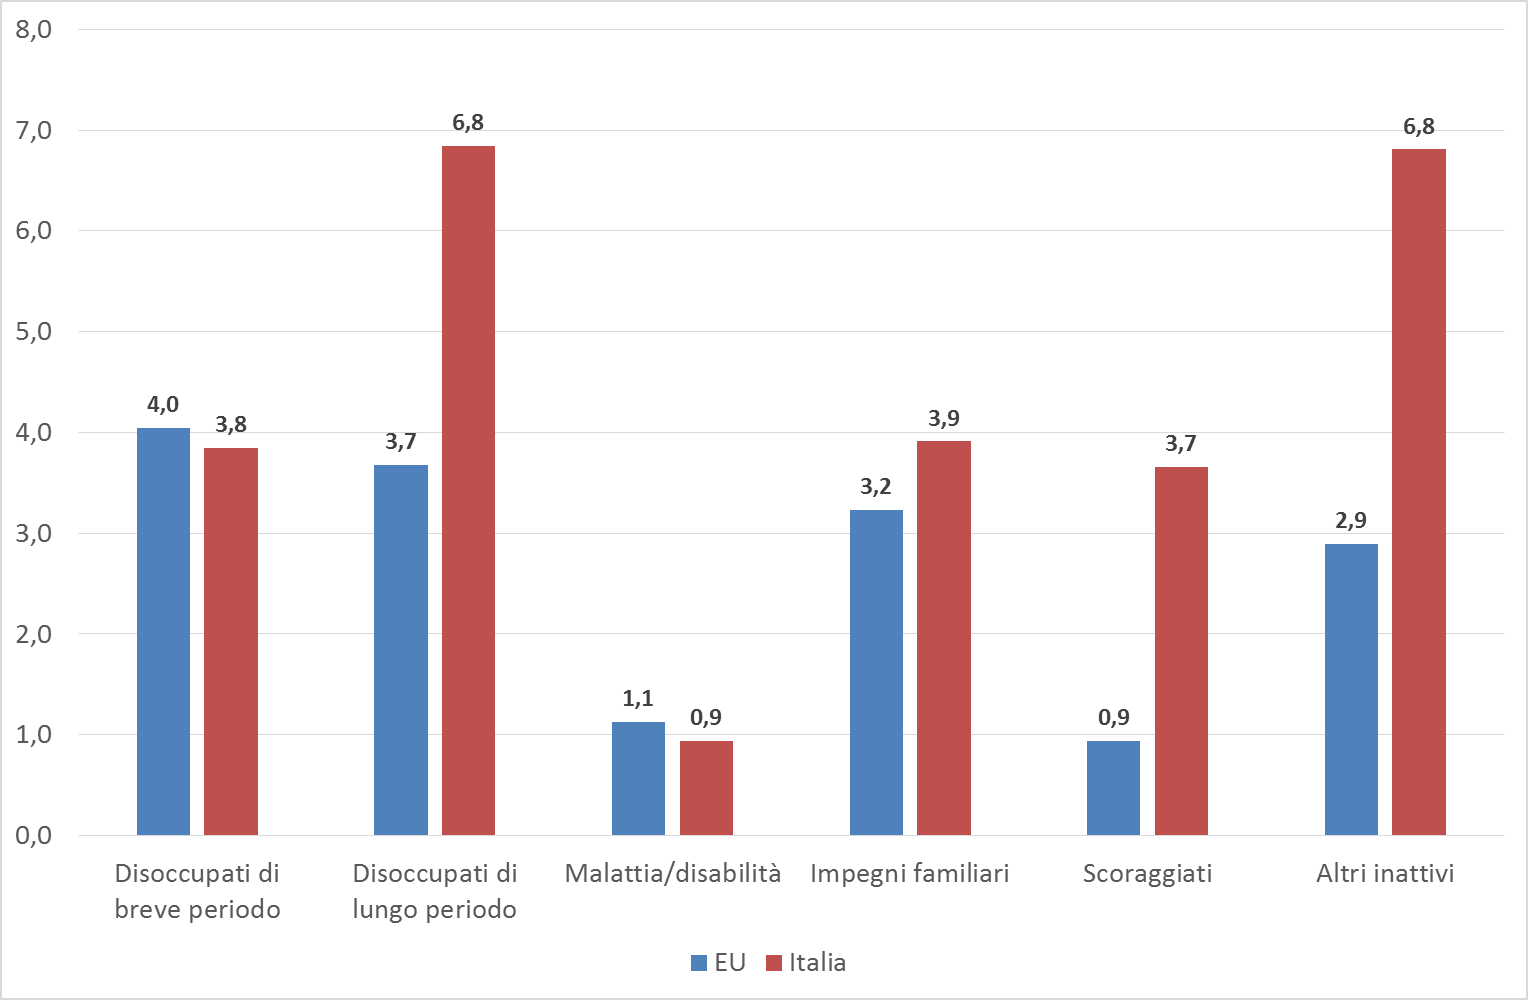 8,0
7,0
6,0
5,0
4,0
3,0
2,0
1,0
0,0
4,0
3,8
3,7
6,8
1,1
0,9
3,2
3,9
0,9
3,7
2,9
6,8
Disoccupati di
breve periodo
Disoccupati di
lungo periodo
Malattia/disabilità
Impegni familiari
Scoraggiati
Altri inattivi
EU
Italia